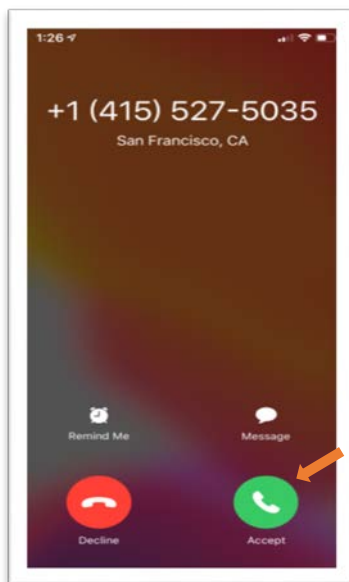 1:26
+1 (415) 527-5035
San Francisco, CA
Remind Me
Message
Decline
Accept